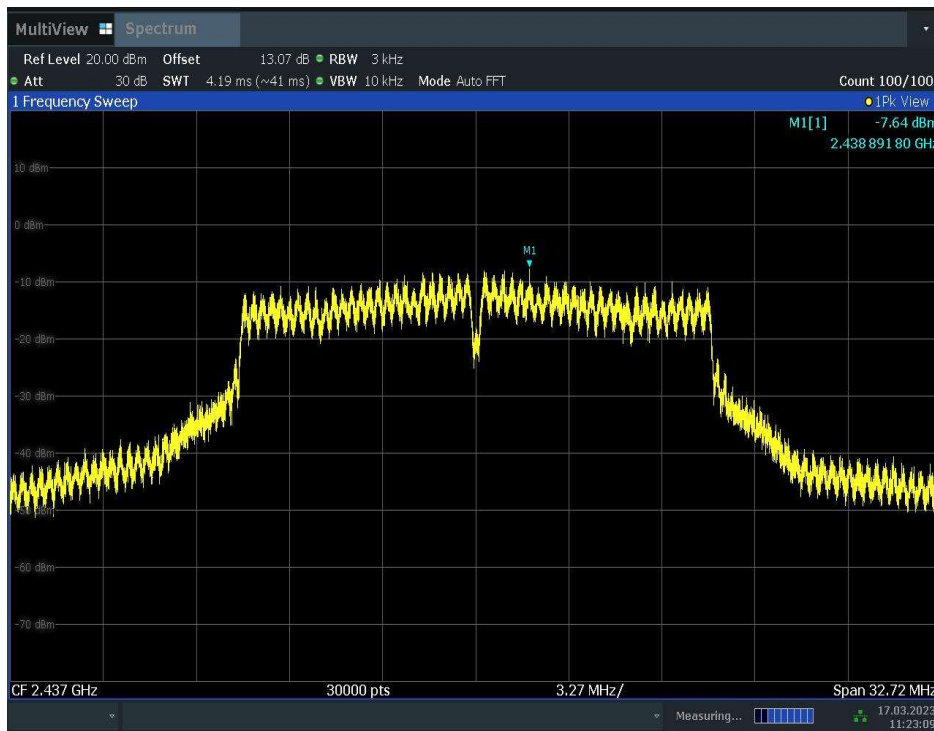 MultiView Spectrum
Ref Level 20.00 dBm Offset 13.07 dB RBW 3 kHz
Att 30 dB SWT 4.19 ms (~41 ms) VBW 10 kHz Mode Auto FFT Count 100/100
1 Frequency Sweep 1Pk View
M1[1] -7.64 dBm
2.438 891 80 GHz
10 dBm
0 dBm
M1
-10 dBm
-20 dBm
-30 dBm
-40 dBm
-50 dBm
-60 dBm
-70 dBm
CF 2.437 GHz 30000 pts 3.27 MHz/ Span 32.72 MHz
Measuring... 17.03.2023
11:23:09